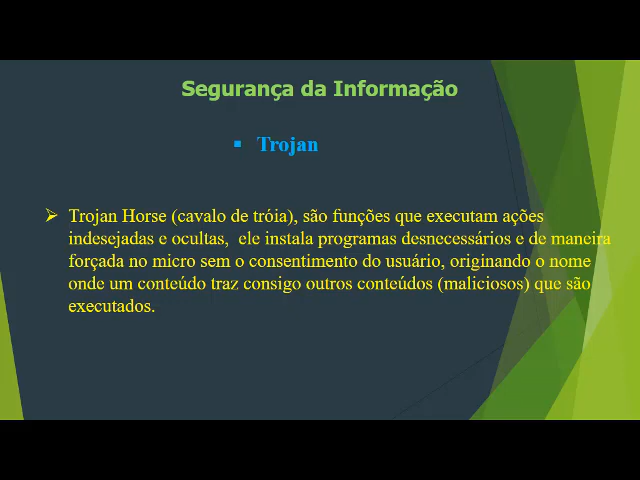 Segurança da Informação
▪ Trojan
➢ Trojan Horse (cavalo de tróia), são funções que executam ações
indesejadas e ocultas, ele instala programas desnecessários e de maneira
forçada no micro sem o consentimento do usuário, originando o nome
onde um conteúdo traz consigo outros conteúdos (maliciosos) que são
executados.